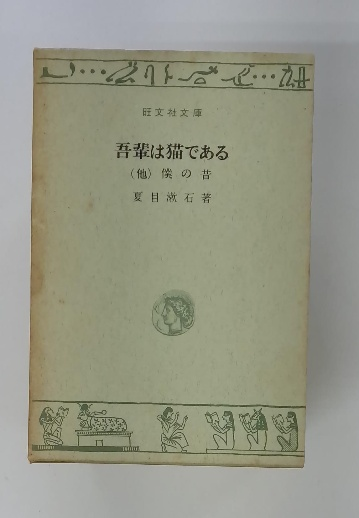 旺文社文庫
吾輩は猫である
(他) 僕の昔
夏目漱石著